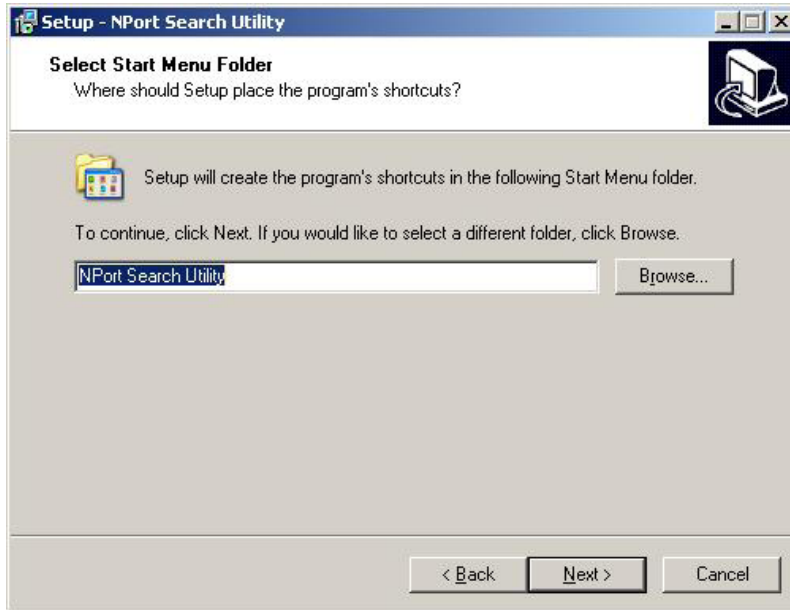 Setup - NPort Search Utility
Select Start Menu Folder
Where should Setup place the program's shortcuts?
Setup will create the program's shortcuts in the following Start Menu folder.
To continue, click Next. If you would like to select a different folder, click Browse.
NPort Search Utility
Browse...
< Back
Next >
Cancel